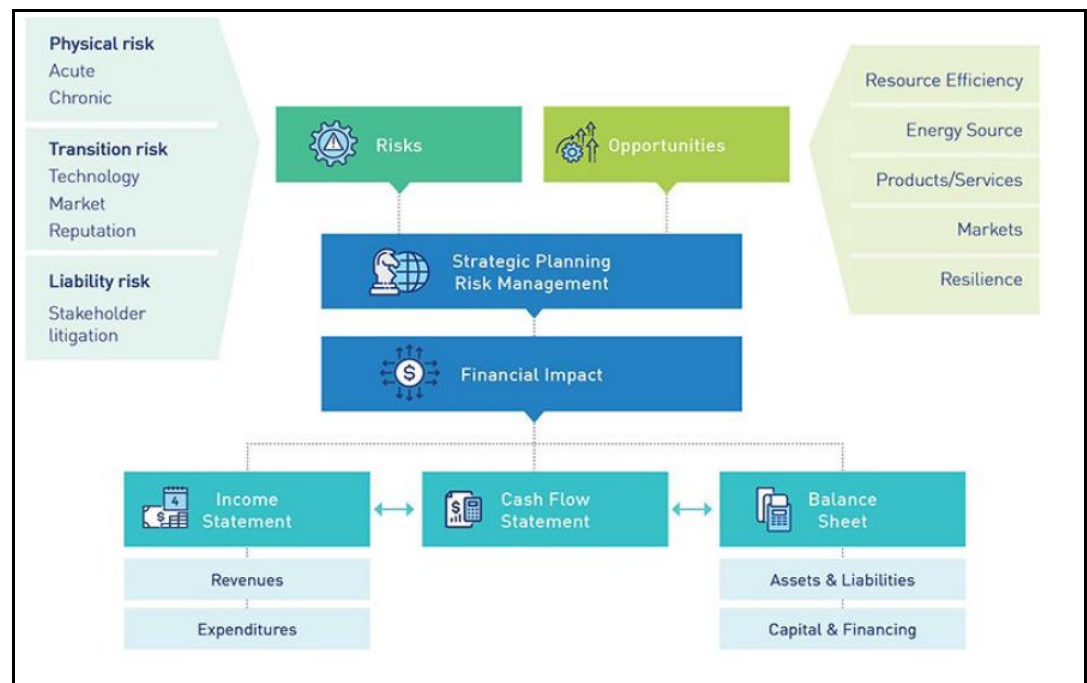 Physical risk
Acute
Chronic
Transition risk
Technology
Market
Reputation
Liability risk
Stakeholder
litigation
Risks
Opportunities
Resource Efficiency
Energy Source
Products/Services
Markets
Resilience
Strategic Planning
Risk Management
$
Financial Impact
4
$
Income
Statement
$
Cash Flow
Statement
Balance
Sheet
Revenues
Expenditures
Assets & Liabilities
Capital & Financing